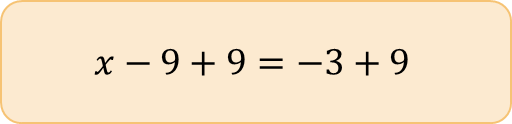 x − 9 + 9 = −3 + 9